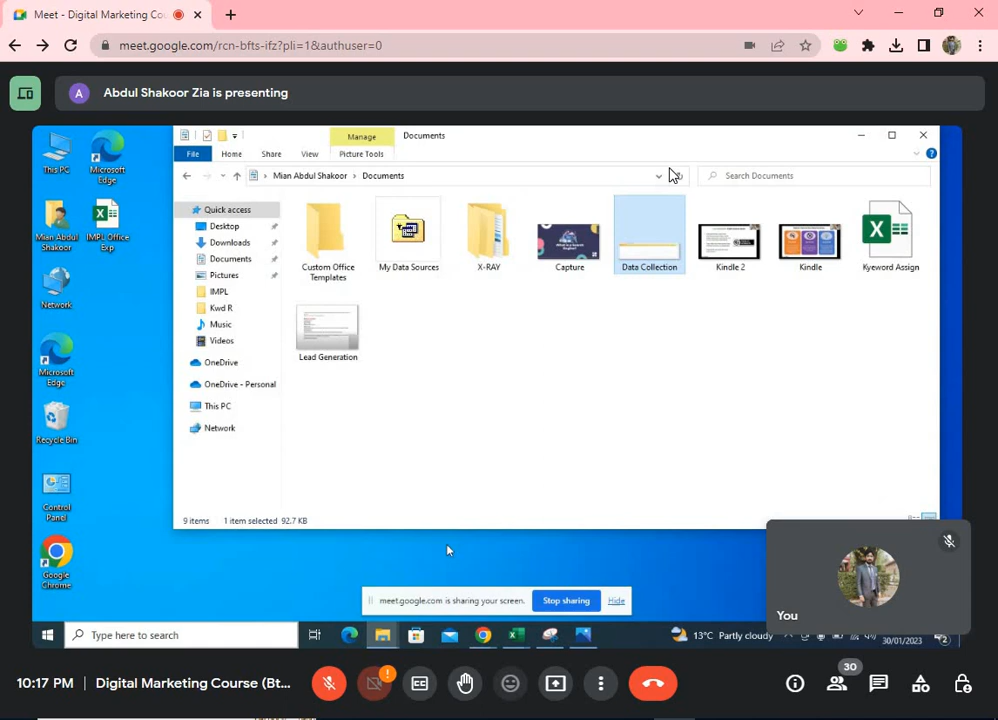 Meet - Digital Marketing Cou
meet.google.com/rcn-bfts-ifz?pli=1&authuser=0
A
Abdul Shakoor Zia is presenting
Manage
Documents
File
Home
Share
View
Picture Tools
Mian Abdul Shakoor
Documents
Search Documents
This PC
Microsoft
Edge
Mian Abdul
Shakoor
IMPL Office
Exp
Network
Microsoft
Edge
Recycle Bin
Control
Panel
Google
Chrome
Quick access
Desktop
Downloads
Documents
Pictures
IMPL
Kwd R
Music
Videos
OneDrive
OneDrive - Personal
This PC
Network
Custom Office
Templates
My Data Sources
X-RAY
Capture
Data Collection
Kindle 2
Kindle
Kyeword Assign
Lead Generation
9 items
1 item selected 92.7 KB
meet.google.com is sharing your screen.
Stop sharing
Hide
You
Type here to search
13°C Partly cloudy
30/01/2023
10:17 PM | Digital Marketing Course (Bt...
30